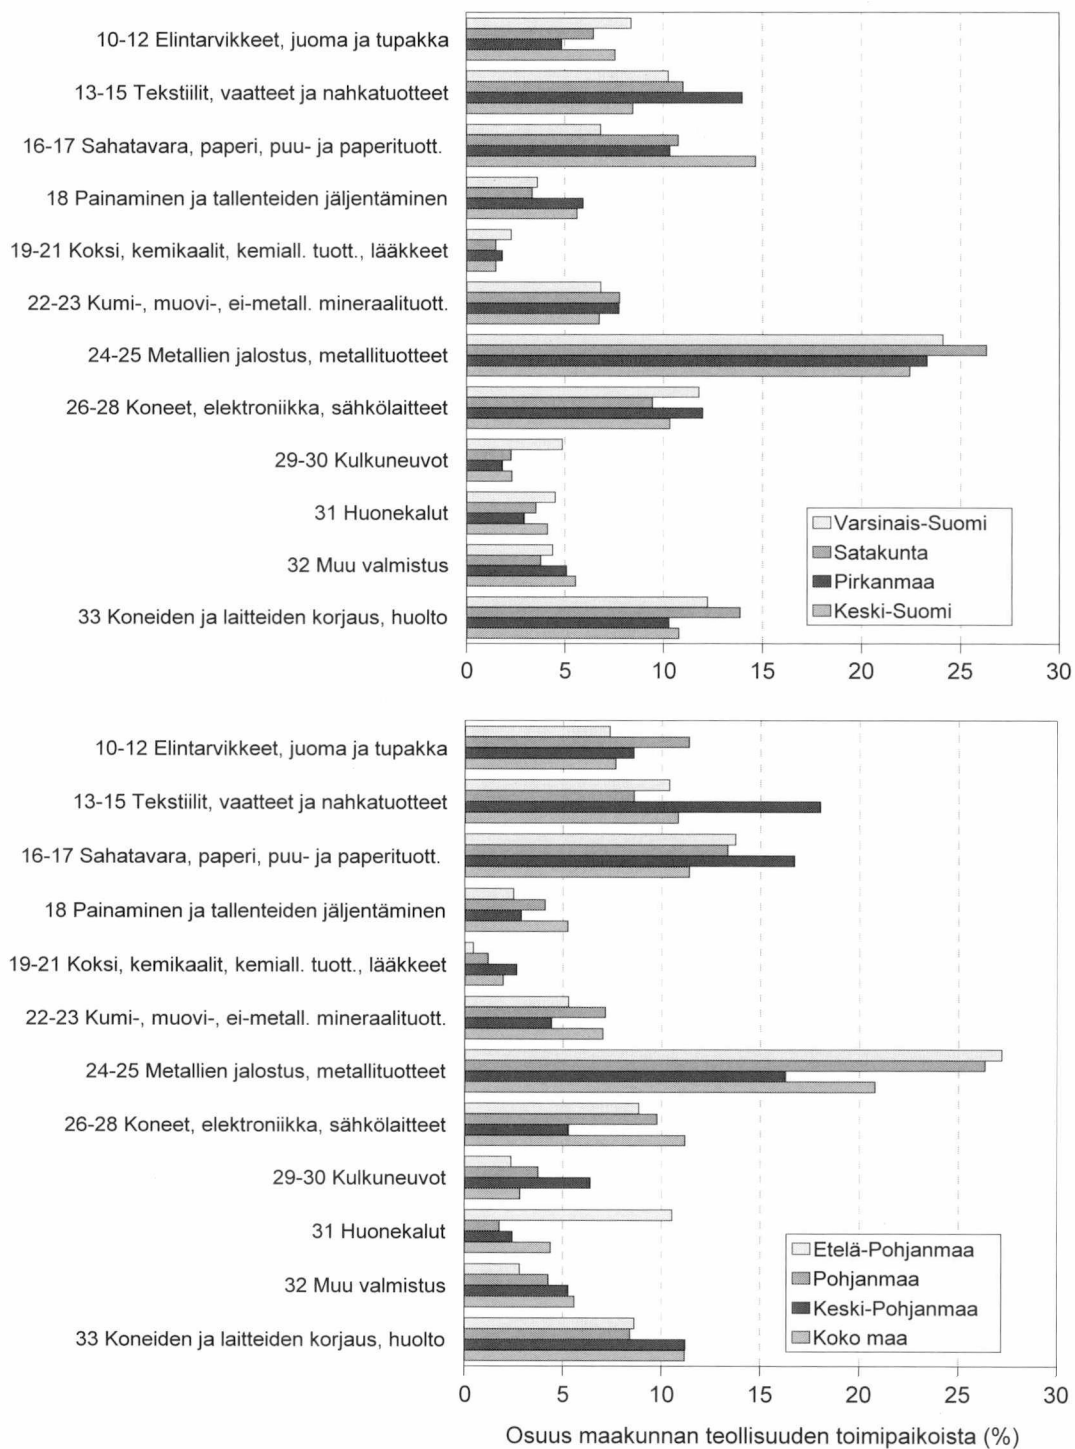 10-12 Elintarvikkeet, juoma ja tupakka
13-15 Tekstiilit, vaatteet ja nahkatuotteet
16-17 Sahatavara, paperi, puu- ja paperituott.
18 Painaminen ja tallenteiden jäljentäminen
19-21 Koksi, kemikaalit, kemiall. tuott., lääkkeet
22-23 Kumi-, muovi-, ei-metall. mineraalituott.
24-25 Metallien jalostus, metallituotteet
26-28 Koneet, elektroniikka, sähkölaitteet
29-30 Kulkuneuvot
31 Huonekalut
32 Muu valmistus
33 Koneiden ja laitteiden korjaus, huolto
Varsinais-Suomi
Satakunta
Pirkanmaa
Keski-Suomi
0 5 10 15 20 25 30
10-12 Elintarvikkeet, juoma ja tupakka
13-15 Tekstiilit, vaatteet ja nahkatuotteet
16-17 Sahatavara, paperi, puu- ja paperituott.
18 Painaminen ja tallenteiden jäljentäminen
19-21 Koksi, kemikaalit, kemiall. tuott., lääkkeet
22-23 Kumi-, muovi-, ei-metall. mineraalituott.
24-25 Metallien jalostus, metallituotteet
26-28 Koneet, elektroniikka, sähkölaitteet
29-30 Kulkuneuvot
31 Huonekalut
32 Muu valmistus
33 Koneiden ja laitteiden korjaus, huolto
Etelä-Pohjanmaa
Pohjanmaa
Keski-Pohjanmaa
Koko maa
0 5 10 15 20 25 30
Osuus maakunnan teollisuuden toimipaikoista (%)